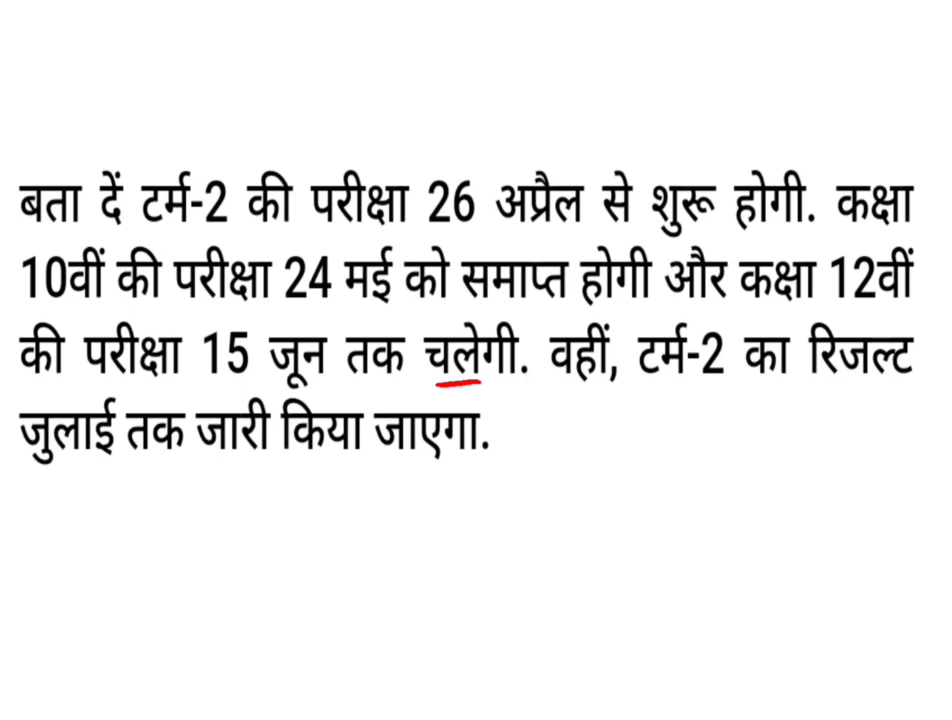 बता दें टर्म-2 की परीक्षा 26 अप्रैल से शुरू होगी. कक्षा
10वीं की परीक्षा 24 मई को समाप्त होगी और कक्षा 12वीं
की परीक्षा 15 जून तक चलेगी. वहीं, टर्म-2 का रिजल्ट
जुलाई तक जारी किया जाएगा.